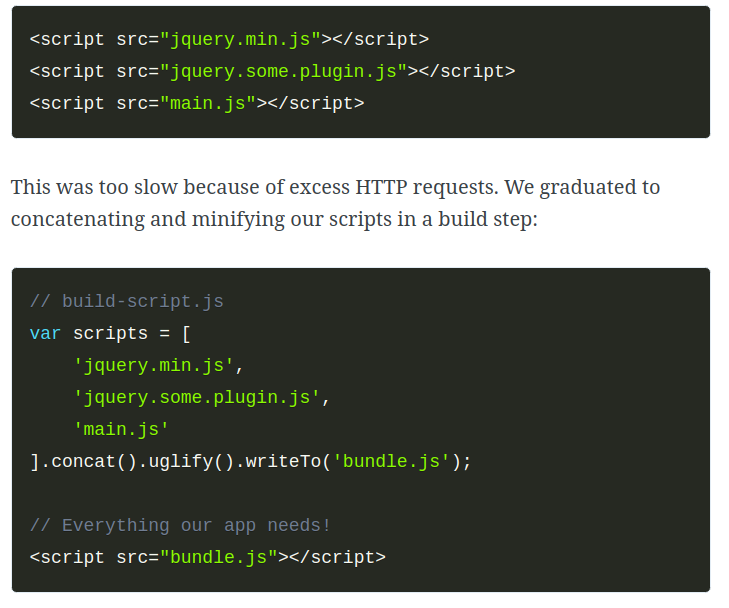 <script src="jquery.min.js"></script>
<script src="jquery.some.plugin.js"></script>
<script src="main.js"></script>
This was too slow because of excess HTTP requests. We graduated to
concatenating and minifying our scripts in a build step:
// build-script.js
var scripts = [
    'jquery.min.js',
    'jquery.some.plugin.js',
    'main.js'
].concat().uglify().writeTo('bundle.js');
// Everything our app needs!
<script src="bundle.js"></script>